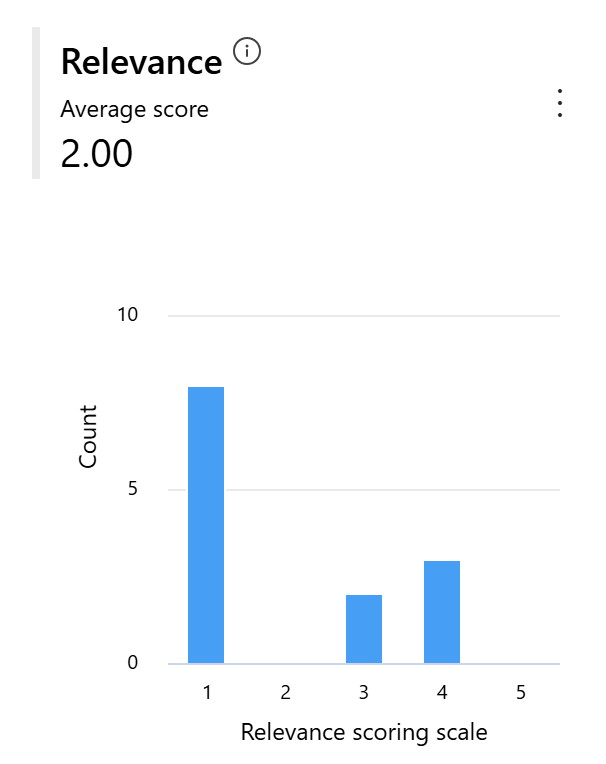 Relevance
Average score
2.00
10
5
0
Count
1 2 3 4 5
Relevance scoring scale